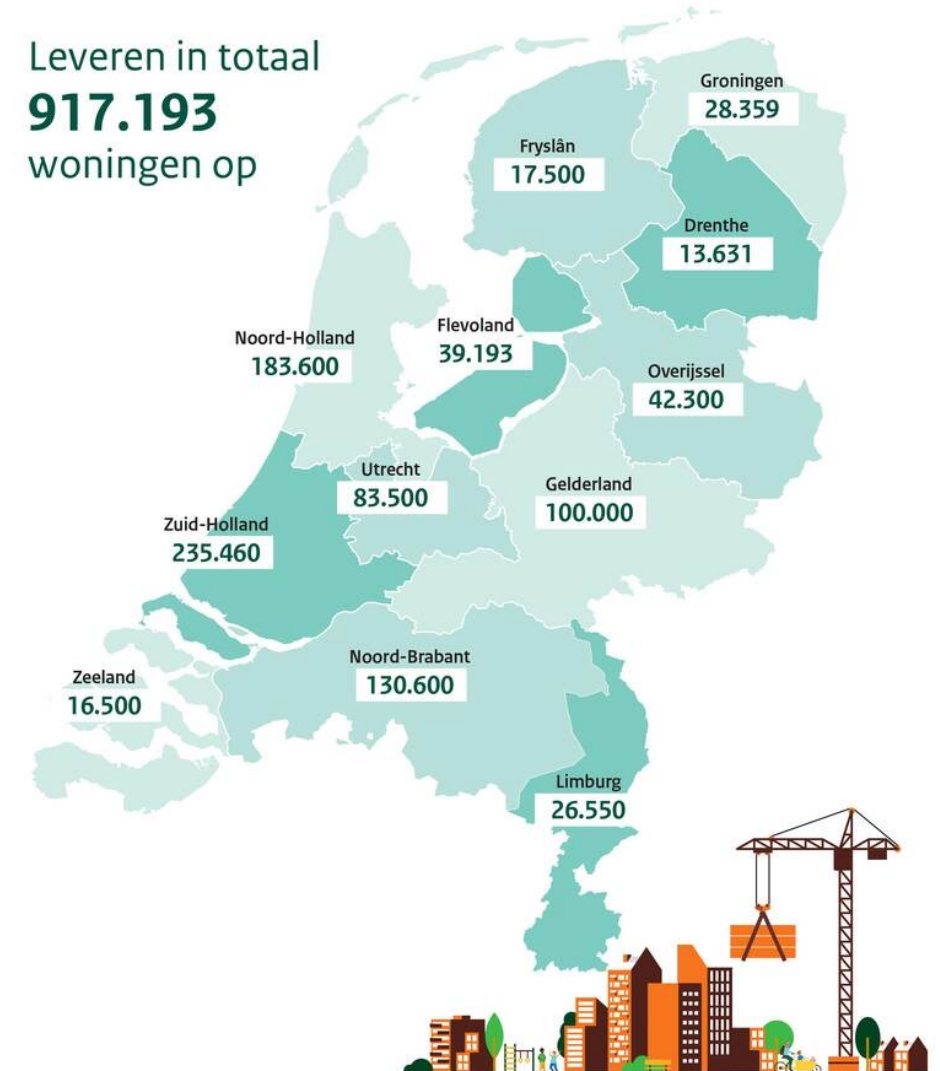 Leveren in totaal
917.193
woningen op
Groningen
28.359
Fryslân
17.500
Drenthe
13.631
Flevoland
39.193
Noord-Holland
183.600
Overijssel
42.300
Utrecht
83.500
Gelderland
100.000
Zuid-Holland
235.460
Noord-Brabant
130.600
Zeeland
16.500
Limburg
26.550